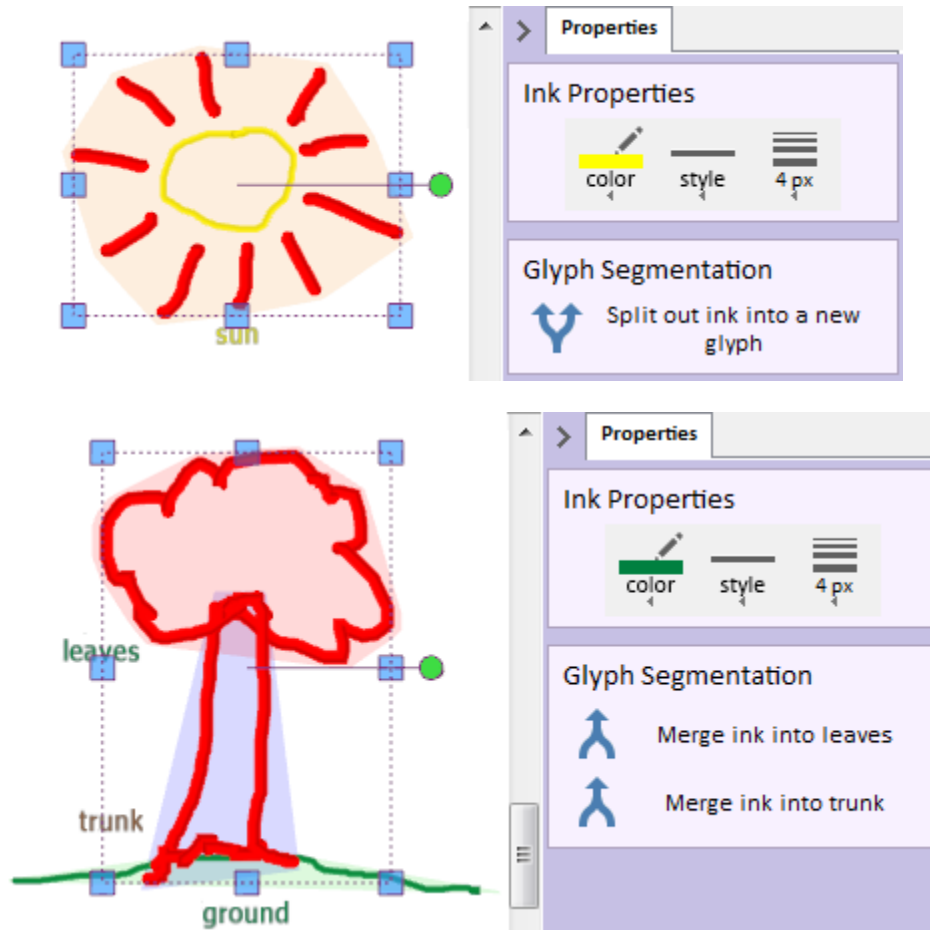 Properties
Ink Properties
color
style
4 px
Glyph Segmentation
Split out ink into a new
glyph
sun
Properties
Ink Properties
color
style
4 px
leaves
Glyph Segmentation
Merge ink into leaves
Merge ink into trunk
trunk
ground